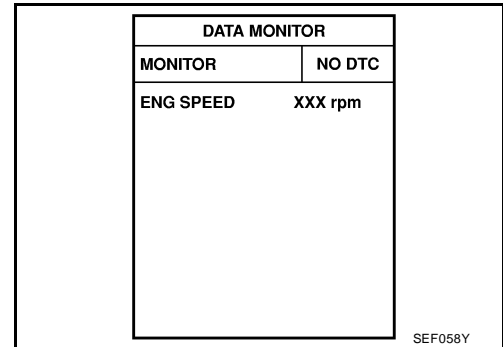 DATA MONITOR
MONITOR NO DTC
ENG SPEED XXX rpm
SEF058Y